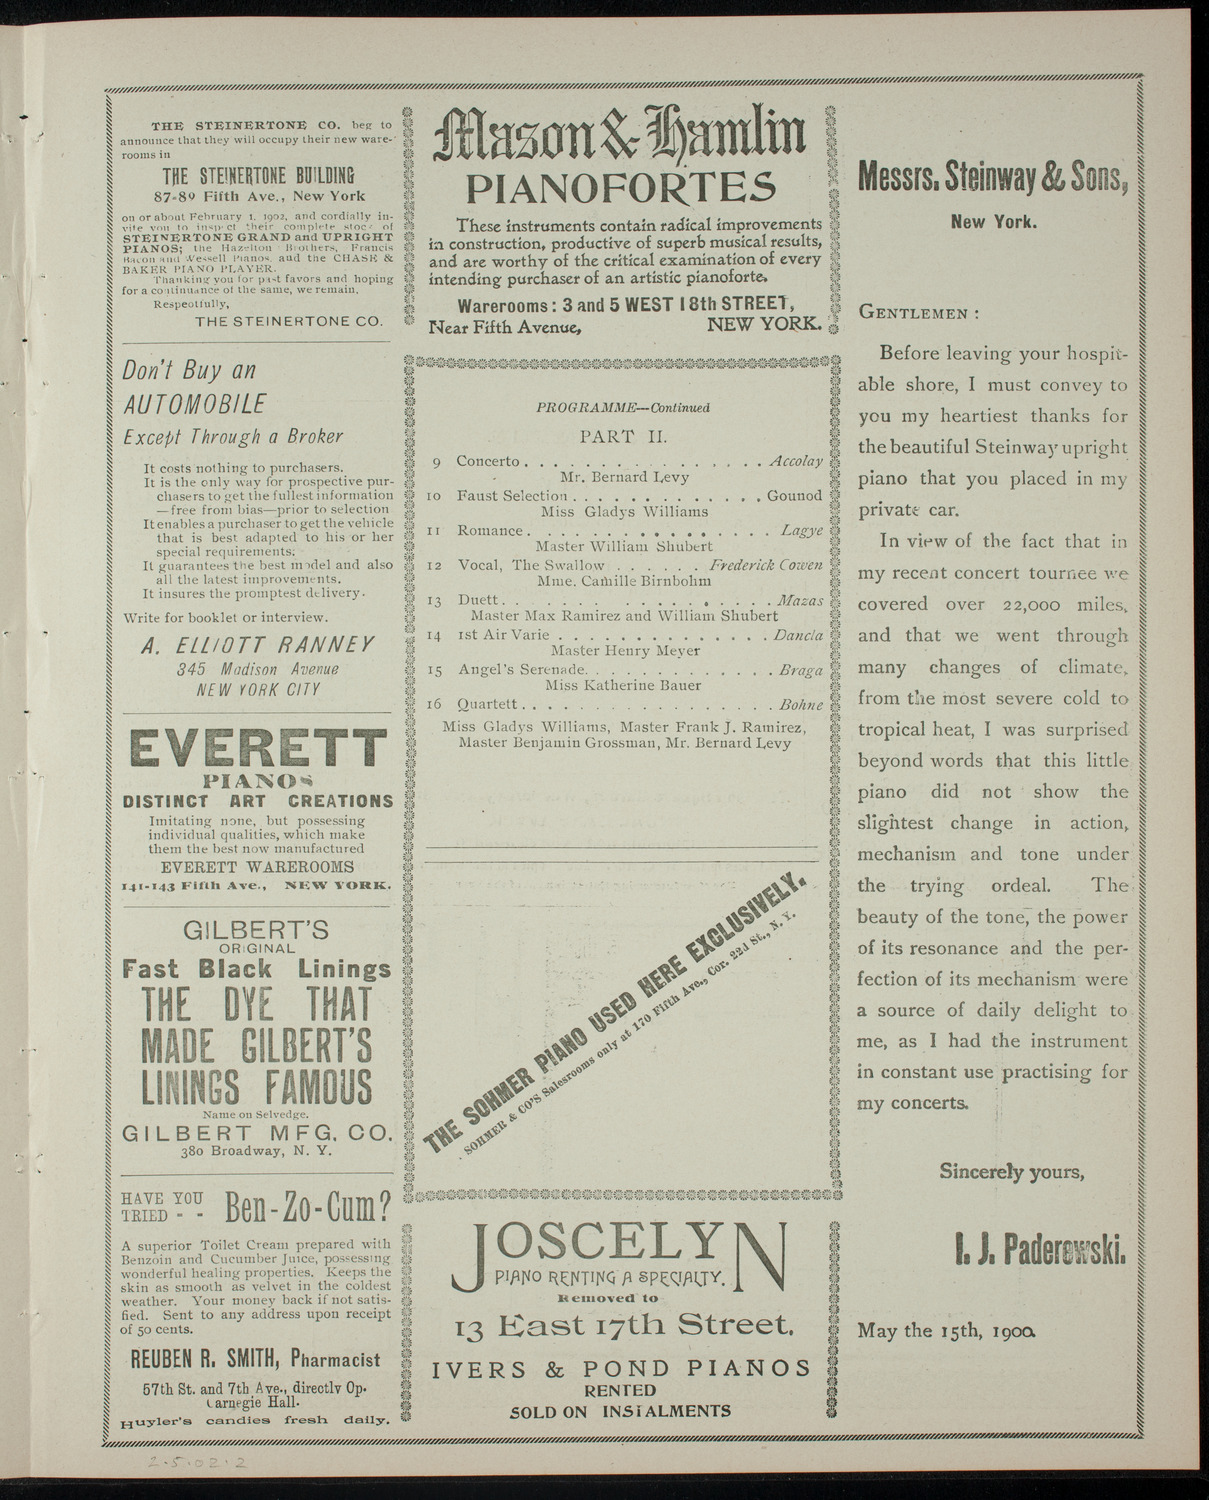 THE STEINERTONE CO. beg to
announce that they will occupy their new ware-
rooms in
THE STEINERTONE BUILDING
87-89 Fifth Ave., New York
on or about February 1, 1902, and cordially in-
vite you to inspect their complete stock of
STEINERTONE GRAND and UPRIGHT
PIANOS; the Hazelton Brothers, Francis
Bacon and Wessell Pianos, and the CHASE &
BAKER PIANO PLAYER.
Thanking you for past favors and hoping
for a continuance of the same, we remain,
Respectfully,
THE STEINERTONE CO.
Don't Buy an
AUTOMOBILE
Except Through a Broker
It costs nothing to purchasers.
It is the only way for prospective pur-
chasers to get the fullest information
—free from bias—prior to selection
It enables a purchaser to get the vehicle
that is best adapted to his or her
special requirements.
It guarantees the best model and also
all the latest improvements.
It insures the promptest delivery.
Write for booklet or interview.
A. ELLIOTT RANNEY
345 Madison Avenue
NEW YORK CITY
EVERETT
PIANOS
DISTINCT ART CREATIONS
Imitating none, but possessing
individual qualities, which make
them the best now manufactured
EVERETT WAREROOMS
141-143 Fifth Ave., NEW YORK.
GILBERT'S
ORIGINAL
Fast Black Linings
THE DYE THAT
MADE GILBERT'S
LININGS FAMOUS
Name on Selvedge.
GILBERT MFG. CO.
380 Broadway, N. Y.
HAVE YOU
TRIED - - Ben-Zo-Cum?
A superior Toilet Cream prepared with
Benzoin and Cucumber Juice, possessing
wonderful healing properties. Keeps the
skin as smooth as velvet in the coldest
weather. Your money back if not satis-
fied. Sent to any address upon receipt
of 50 cents.
REUBEN R. SMITH, Pharmacist
57th St. and 7th Ave., directly Op.
Carnegie Hall.
Huyler's candies fresh daily.
Mason & Hamlin
PIANOFORTES
These instruments contain radical improvements
in construction, productive of superb musical results,
and are worthy of the critical examination of every
intending purchaser of an artistic pianoforte.
Warerooms: 3 and 5 WEST 18th STREET,
Near Fifth Avenue, NEW YORK.
PROGRAMME—Continued
PART II.
9 Concerto . . . . . . . . . . . . . . . . Accolay
Mr. Bernard Levy
10 Faust Selection . . . . . . . . . . . . . Gounod
Miss Gladys Williams
11 Romance . . . . . . . . . . . . . . . . Lagye
Master William Shubert
12 Vocal, The Swallow . . . . . . Frederick Cowen
Mme. Camille Birnbohm
13 Duett . . . . . . . . . . . . . . . . Mazas
Master Max Ramirez and William Shubert
14 1st Air Varie . . . . . . . . . . . . . . Dancla
Master Henry Meyer
15 Angel's Serenade . . . . . . . . . . . . Braga
Miss Katherine Bauer
16 Quartett . . . . . . . . . . . . . . . . Bohne
Miss Gladys Williams, Master Frank J. Ramirez,
Master Benjamin Grossman, Mr. Bernard Levy
THE SOHMER PIANO USED HERE EXCLUSIVELY.
SOHMER & CO'S Salesrooms only at 170 Fifth Ave., Cor. 22d St., N. Y.
JOSCELYN
PIANO RENTING A SPECIALTY.
Removed to
13 East 17th Street.
IVERS & POND PIANOS
RENTED
SOLD ON INSTALMENTS
Messrs. Steinway & Sons,
New York.
GENTLEMEN :
Before leaving your hospit-
able shore, I must convey to
you my heartiest thanks for
the beautiful Steinway upright
piano that you placed in my
private car.
In view of the fact that in
my recent concert tournee we
covered over 22,000 miles,
and that we went through
many changes of climate,
from the most severe cold to
tropical heat, I was surprised
beyond words that this little
piano did not show the
slightest change in action,
mechanism and tone under
the trying ordeal. The
beauty of the tone, the power
of its resonance and the per-
fection of its mechanism were
a source of daily delight to
me, as I had the instrument
in constant use practising for
my concerts.
Sincerely yours,
I. J. Paderewski.
May the 15th, 1900.
2.5.02.2